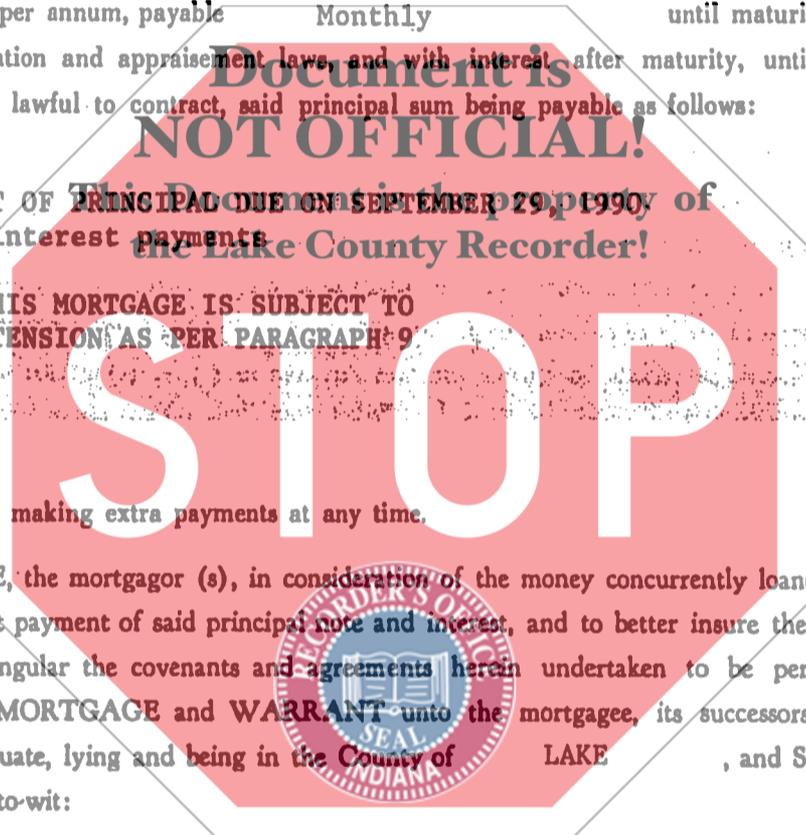 per annum, payable Monthly until maturi
ation and appraisement laws, and with interest after maturity, unti
Document is
lawful to contract, said principal sum being payable as follows:
NOT OFFICIAL!
OF PRINCIPAL DUE ON SEPTEMBER 29, 1990.
This Document is the property of
interest payments
the Lake County Recorder!
HIS MORTGAGE IS SUBJECT TO
TENSION AS PER PARAGRAPH 9
STOP
making extra payments at any time.
E, the mortgagor (s), in consideration of the money concurrently loan
payment of said principal note and interest, and to better insure the
ngular the covenants and agreements herein undertaken to be per
MORTGAGE and WARRANT unto the mortgagee, its successors
uate, lying and being in the County of LAKE , and S
to-wit:
RECORDER'S OFFICE
SEAL
INDIANA